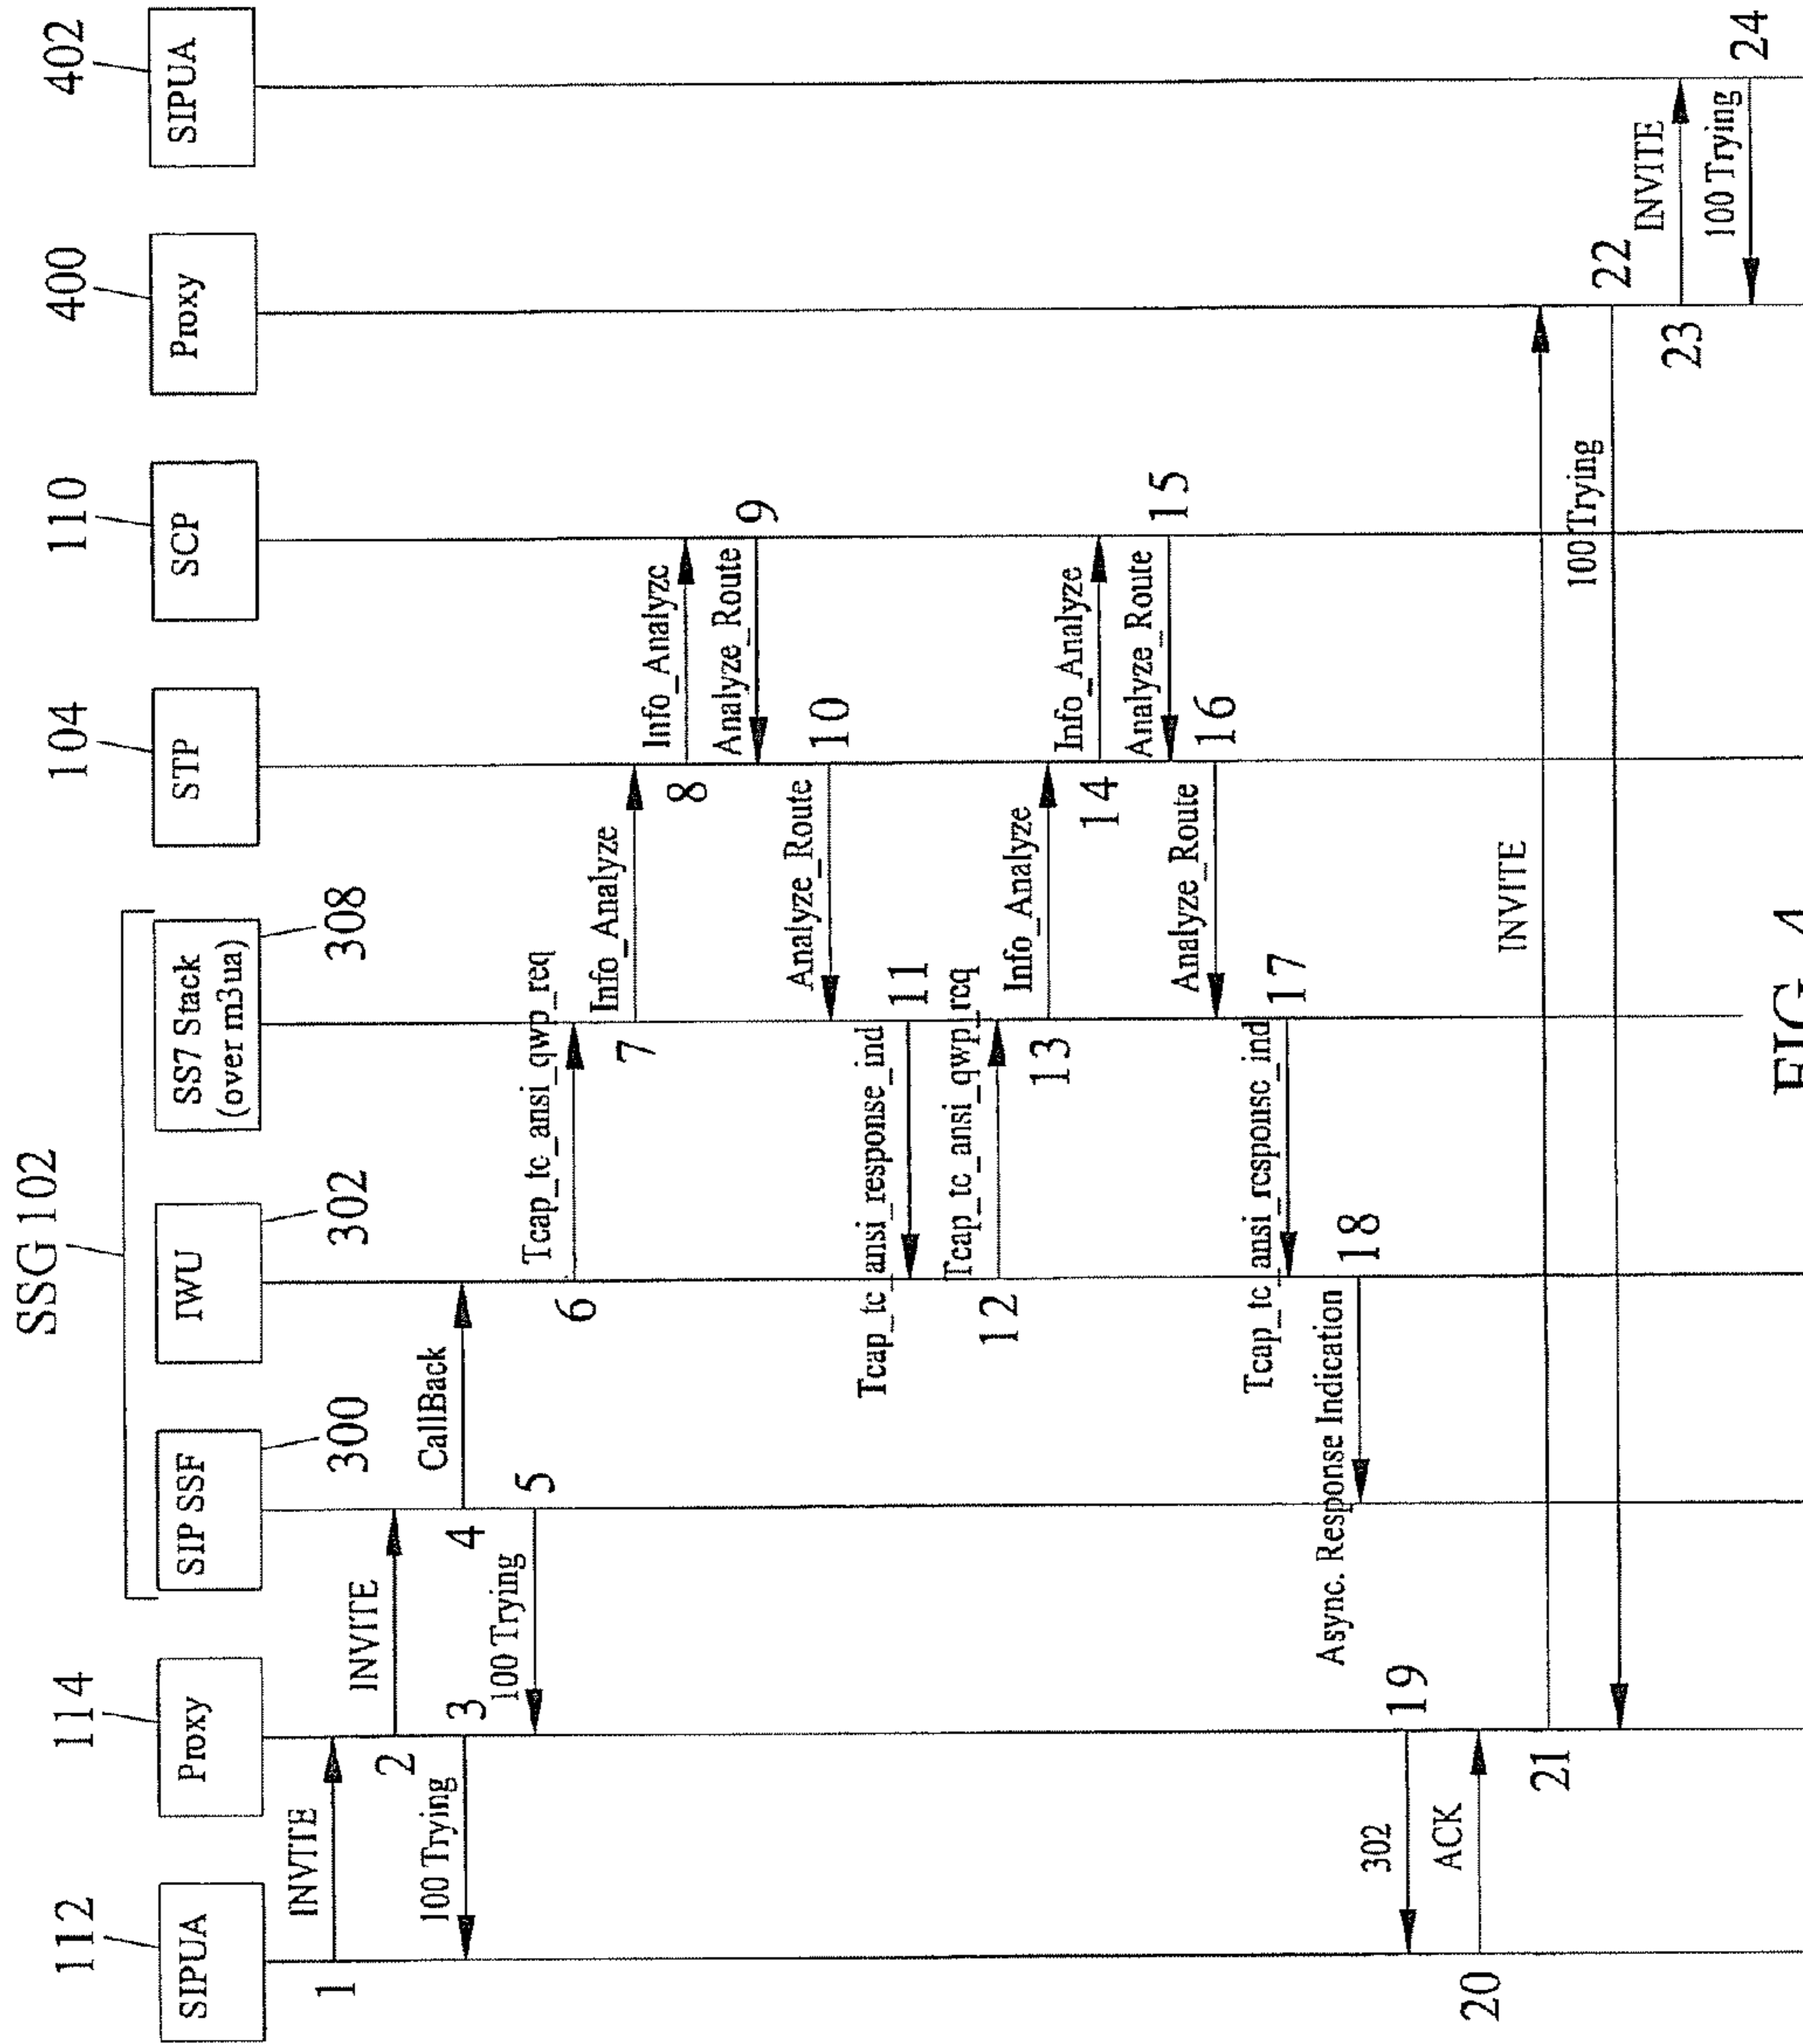 SSG 102
112
114
300
302
308
104
110
400
402
SIPUA
Proxy
SIP SSF
IWU
SS7 Stack
(over m3ua)
STP
SCP
Proxy
SIPUA
1
INVITE
2
INVITE
3
100 Trying
4
CallBack
5
100 Trying
6
Tcap_tc_ansi_qwp_req
7
Info_Analyze
8
Info_Analyze
9
Analyze_Route
10
Analyze_Route
11
Tcap_tc_ansi_response_ind
12
Tcap_tc_ansi_qwp_req
13
Info_Analyze
14
Info_Analyze
15
Analyze_Route
16
Analyze_Route
17
Tcap_tc_ansi_response_ind
18
Async. Response Indication
19
302
20
ACK
21
INVITE
22
100 Trying
23
INVITE
24
100 Trying
FIG. 4